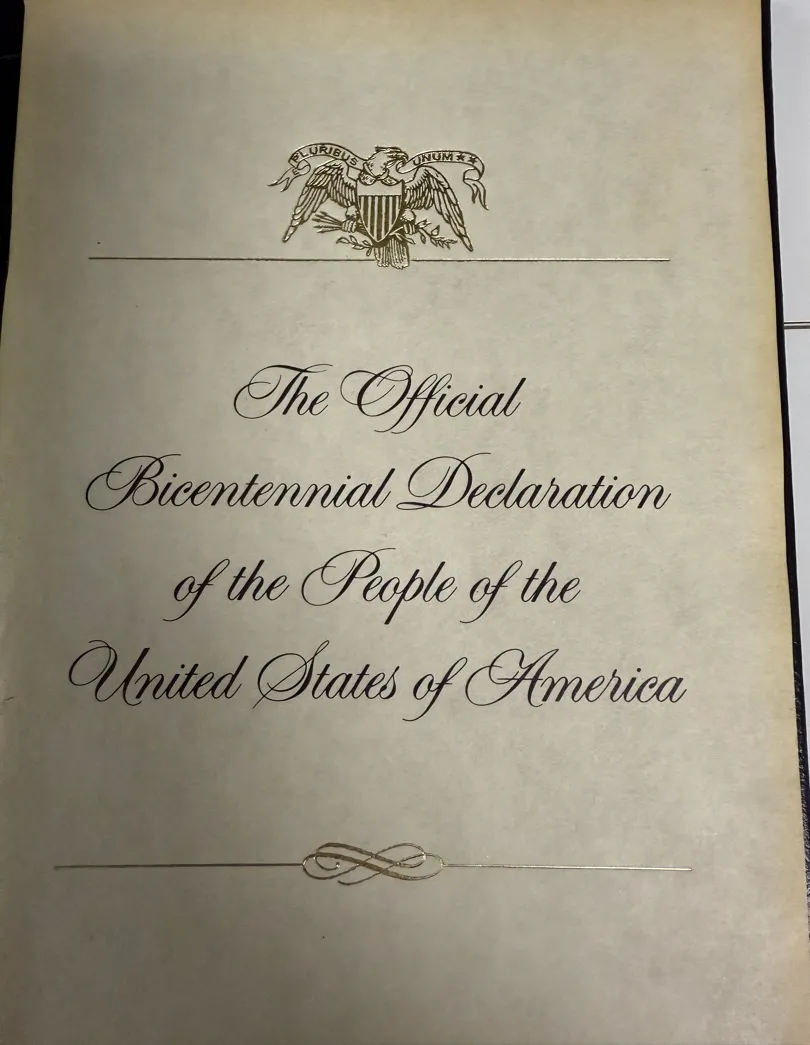 PLURIBUS UNUM★★
The Official
Bicentennial Declaration
of the People of the
United States of America